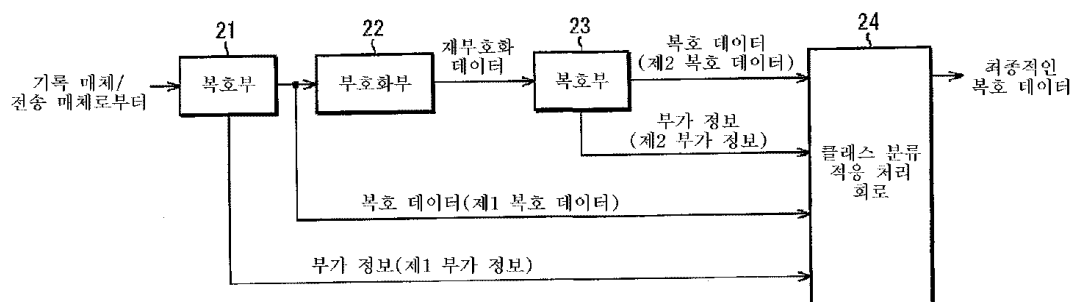 21
22
23
24
기록 매체/
전송 매체로부터
복호부
부호화부
재부호화
데이터
복호부
복호 데이터
(제2 복호 데이터)
부가 정보
(제2 부가 정보)
복호 데이터(제1 복호 데이터)
부가 정보(제1 부가 정보)
클래스 분류
적응 처리
회로
최종적인
복호 데이터